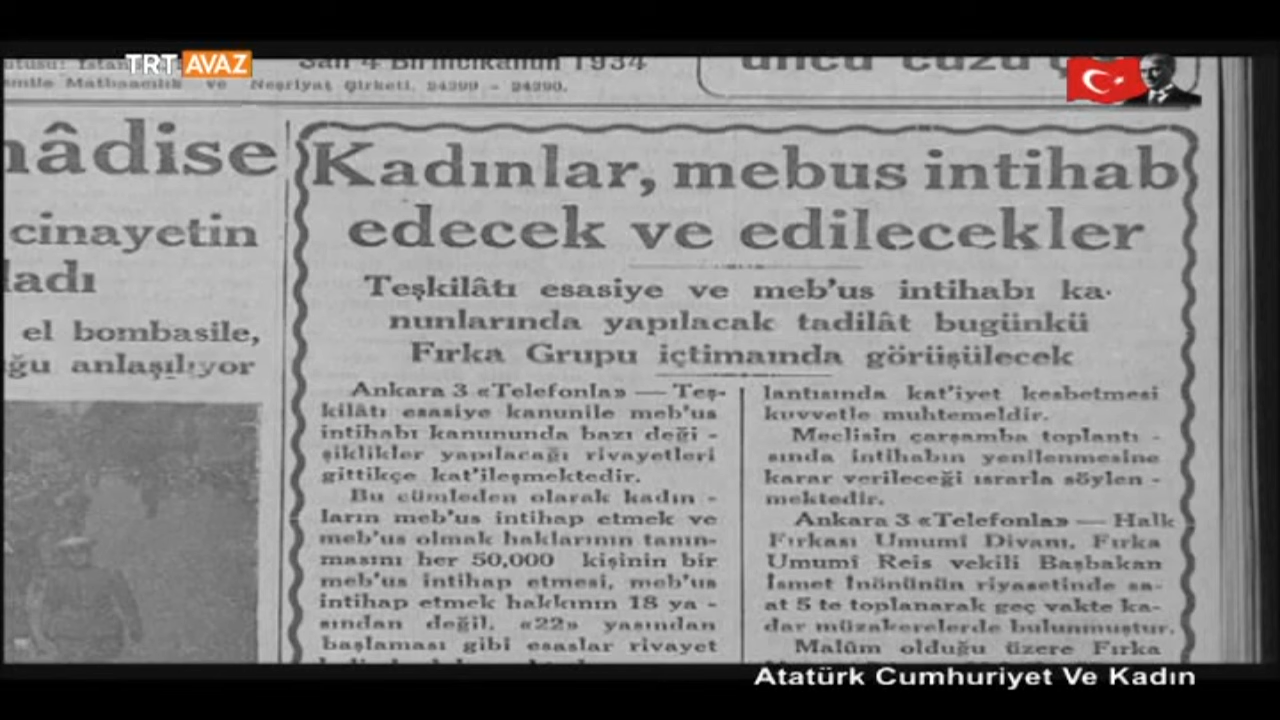 TRT AVAZ
Salı 4 Birincikânun 1934
Matbaacılık ve Neşriyat Şirketi, 24299 - 24290.
hâdise
cinayetin
ladı
el bombasile,
anlaşılıyor
Kadınlar, mebus intihab
edecek ve edilecekler
Teşkilâtı esasiye ve meb'us intihabı ka-
nunlarında yapılacak tadilât bugünkü
Fırka Grupu içtimaında görüşülecek
Ankara 3 «Telefonla» — Teş-
kilâtı esasiye kanunile meb'us
intihabı kanununda bazı deği -
şiklikler yapılacağı rivayetleri
gittikçe kat'ileşmektedir.
Bu cümleden olarak kadın -
ların meb'us intihap etmek ve
meb'us olmak haklarının tanın-
masını her 50,000 kişinin bir
meb'us intihap etmesi, meb'us
intihap etmek hakkının 18 ya -
şından değil, «22» yaşından
başlaması gibi esaslar rivayet
lantısında kat'iyet kesbetmesi
kuvvetle muhtemeldir.
Meclisin çarşamba toplantı -
sında intihabın yenilenmesine
karar verileceği ısrarla söylen -
mektedir.
Ankara 3 «Telefonla» — Halk
Fırkası Umumî Divanı, Fırka
Umumî Reis vekili Başbakan
İsmet İnönünün riyasetinde sa-
at 5 te toplanarak geç vakte ka-
dar müzakerelerde bulunmuştur.
Malûm olduğu üzere Fırka
Atatürk Cumhuriyet Ve Kadın